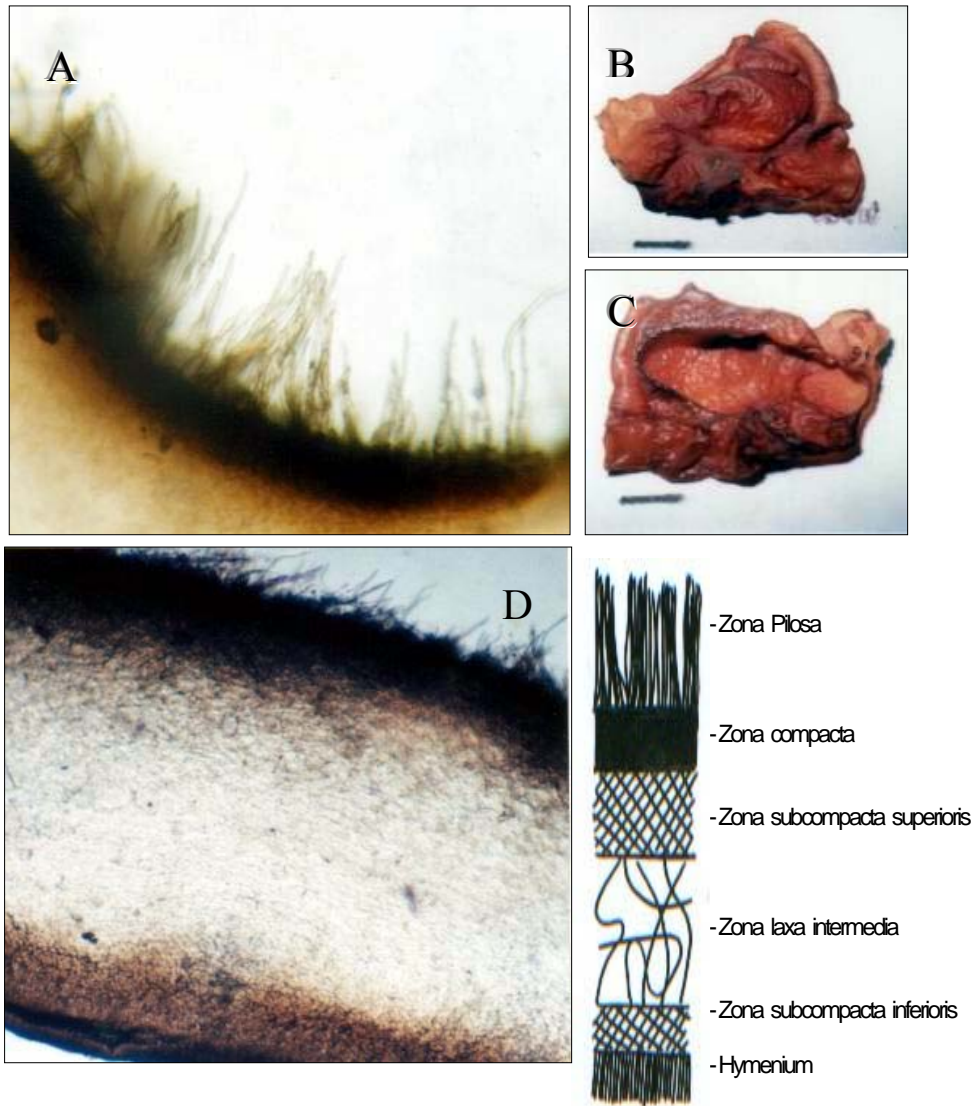 A
B
C
D
-Zona Pilosa
-Zona compacta
-Zona subcompacta superioris
-Zona laxa intermedia
-Zona subcompacta inferioris
-Hymenium